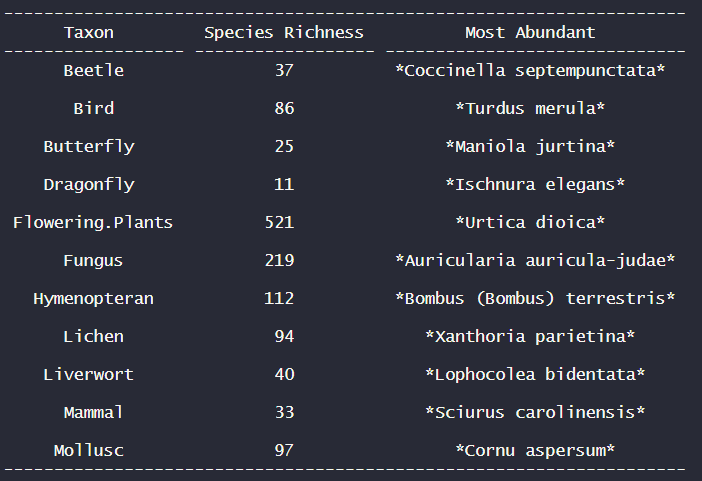 Taxon Species Richness Most Abundant
Beetle 37 *Coccinella septempunctata*
Bird 86 *Turdus merula*
Butterfly 25 *Maniola jurtina*
Dragonfly 11 *Ischnura elegans*
Flowering.Plants 521 *Urtica dioica*
Fungus 219 *Auricularia auricula-judae*
Hymenopteran 112 *Bombus (Bombus) terrestris*
Lichen 94 *Xanthoria parietina*
Liverwort 40 *Lophocolea bidentata*
Mammal 33 *Sciurus carolinensis*
Mollusc 97 *Cornu aspersum*